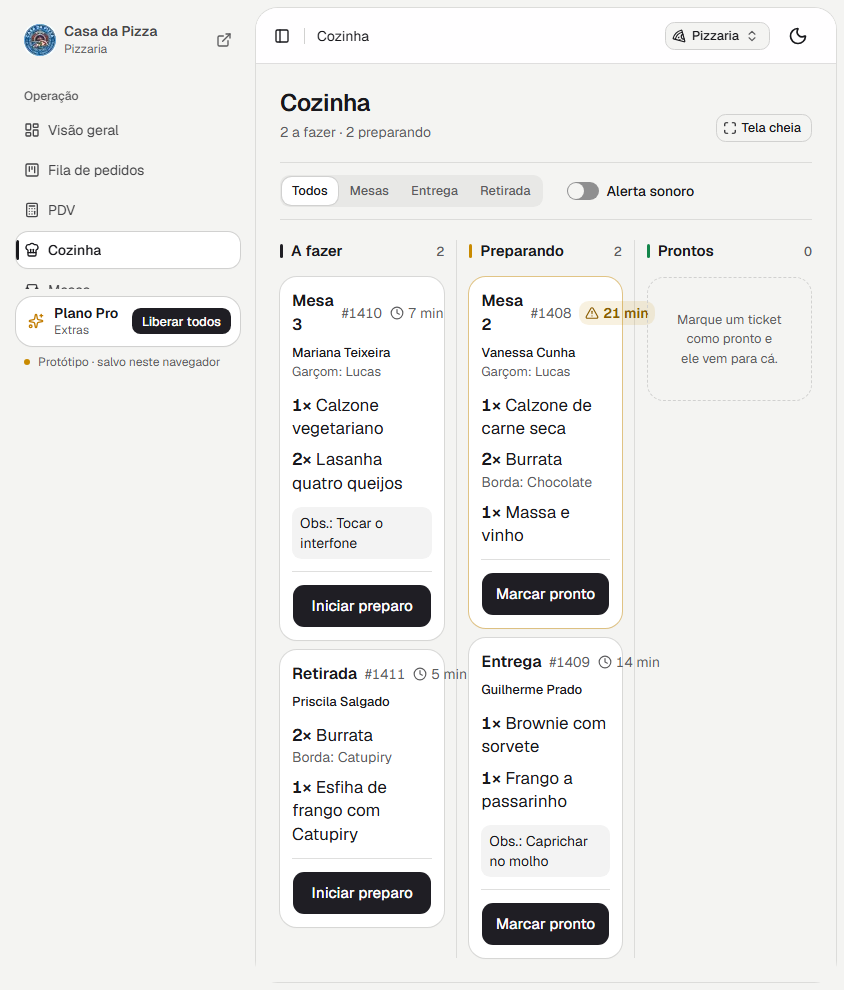 Casa da Pizza
Pizzaria
Operação
Visão geral
Fila de pedidos
PDV
Cozinha
Plano Pro
Extras
Liberar todos
Protótipo · salvo neste navegador
Cozinha
Pizzaria
Cozinha
2 a fazer · 2 preparando
Tela cheia
Todos
Mesas
Entrega
Retirada
Alerta sonoro
A fazer 2
Mesa 3 #1410 7 min
Mariana Teixeira
Garçom: Lucas
1× Calzone
vegetariano
2× Lasanha
quatro queijos
Obs.: Tocar o
interfone
Iniciar preparo
Retirada #1411 5 min
Priscila Salgado
2× Burrata
Borda: Catupiry
1× Esfiha de
frango com
Catupiry
Iniciar preparo
Preparando 2
Mesa 2 #1408 21 min
Vanessa Cunha
Garçom: Lucas
1× Calzone de
carne seca
2× Burrata
Borda: Chocolate
1× Massa e
vinho
Marcar pronto
Entrega #1409 14 min
Guilherme Prado
1× Brownie com
sorvete
1× Frango a
passarinho
Obs.: Caprichar
no molho
Marcar pronto
Prontos 0
Marque um ticket
como pronto e
ele vem para cá.